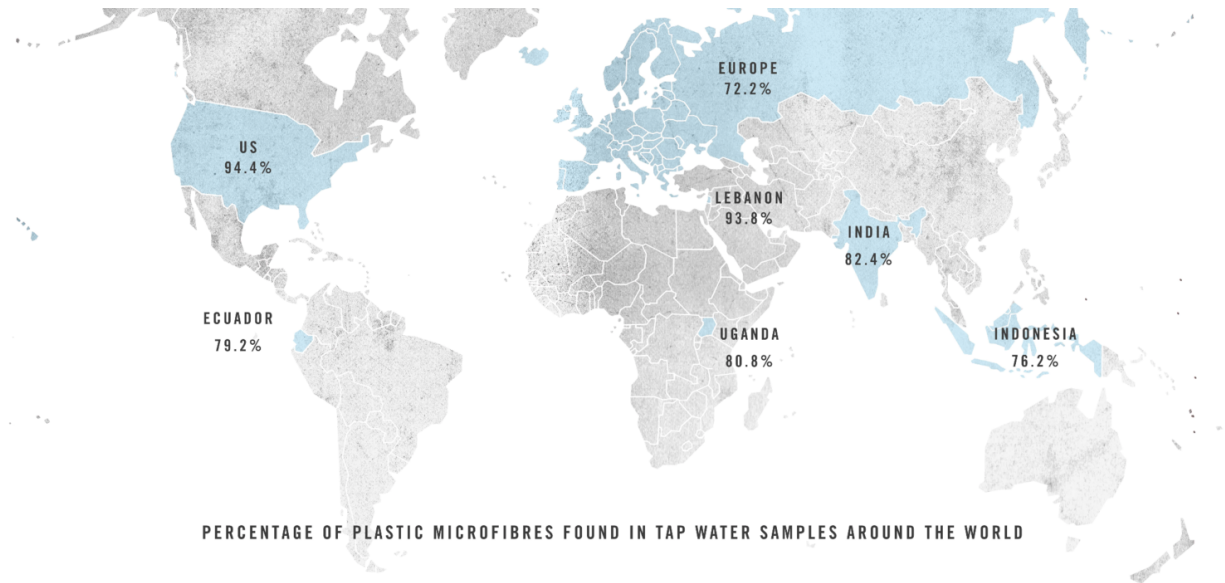 EUROPE
72.2%
US
94.4%
LEBANON
93.8%
INDIA
82.4%
ECUADOR
79.2%
UGANDA
80.8%
INDONESIA
76.2%
PERCENTAGE OF PLASTIC MICROFIBRES FOUND IN TAP WATER SAMPLES AROUND THE WORLD